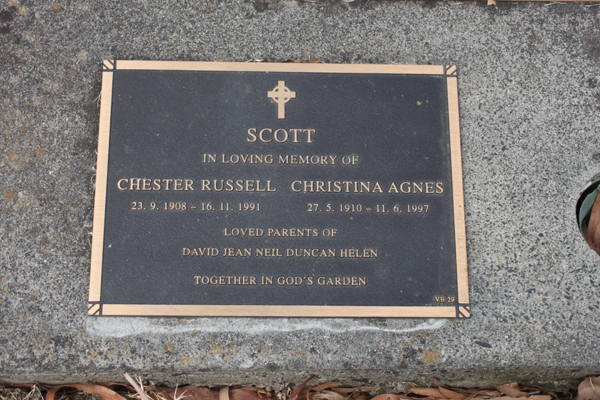 SCOTT
IN LOVING MEMORY OF
CHESTER RUSSELL CHRISTINA AGNES
23. 9. 1908 – 16. 11. 1991 27. 5. 1910 – 11. 6. 1997
LOVED PARENTS OF
DAVID JEAN NEIL DUNCAN HELEN
TOGETHER IN GOD'S GARDEN
VB 29